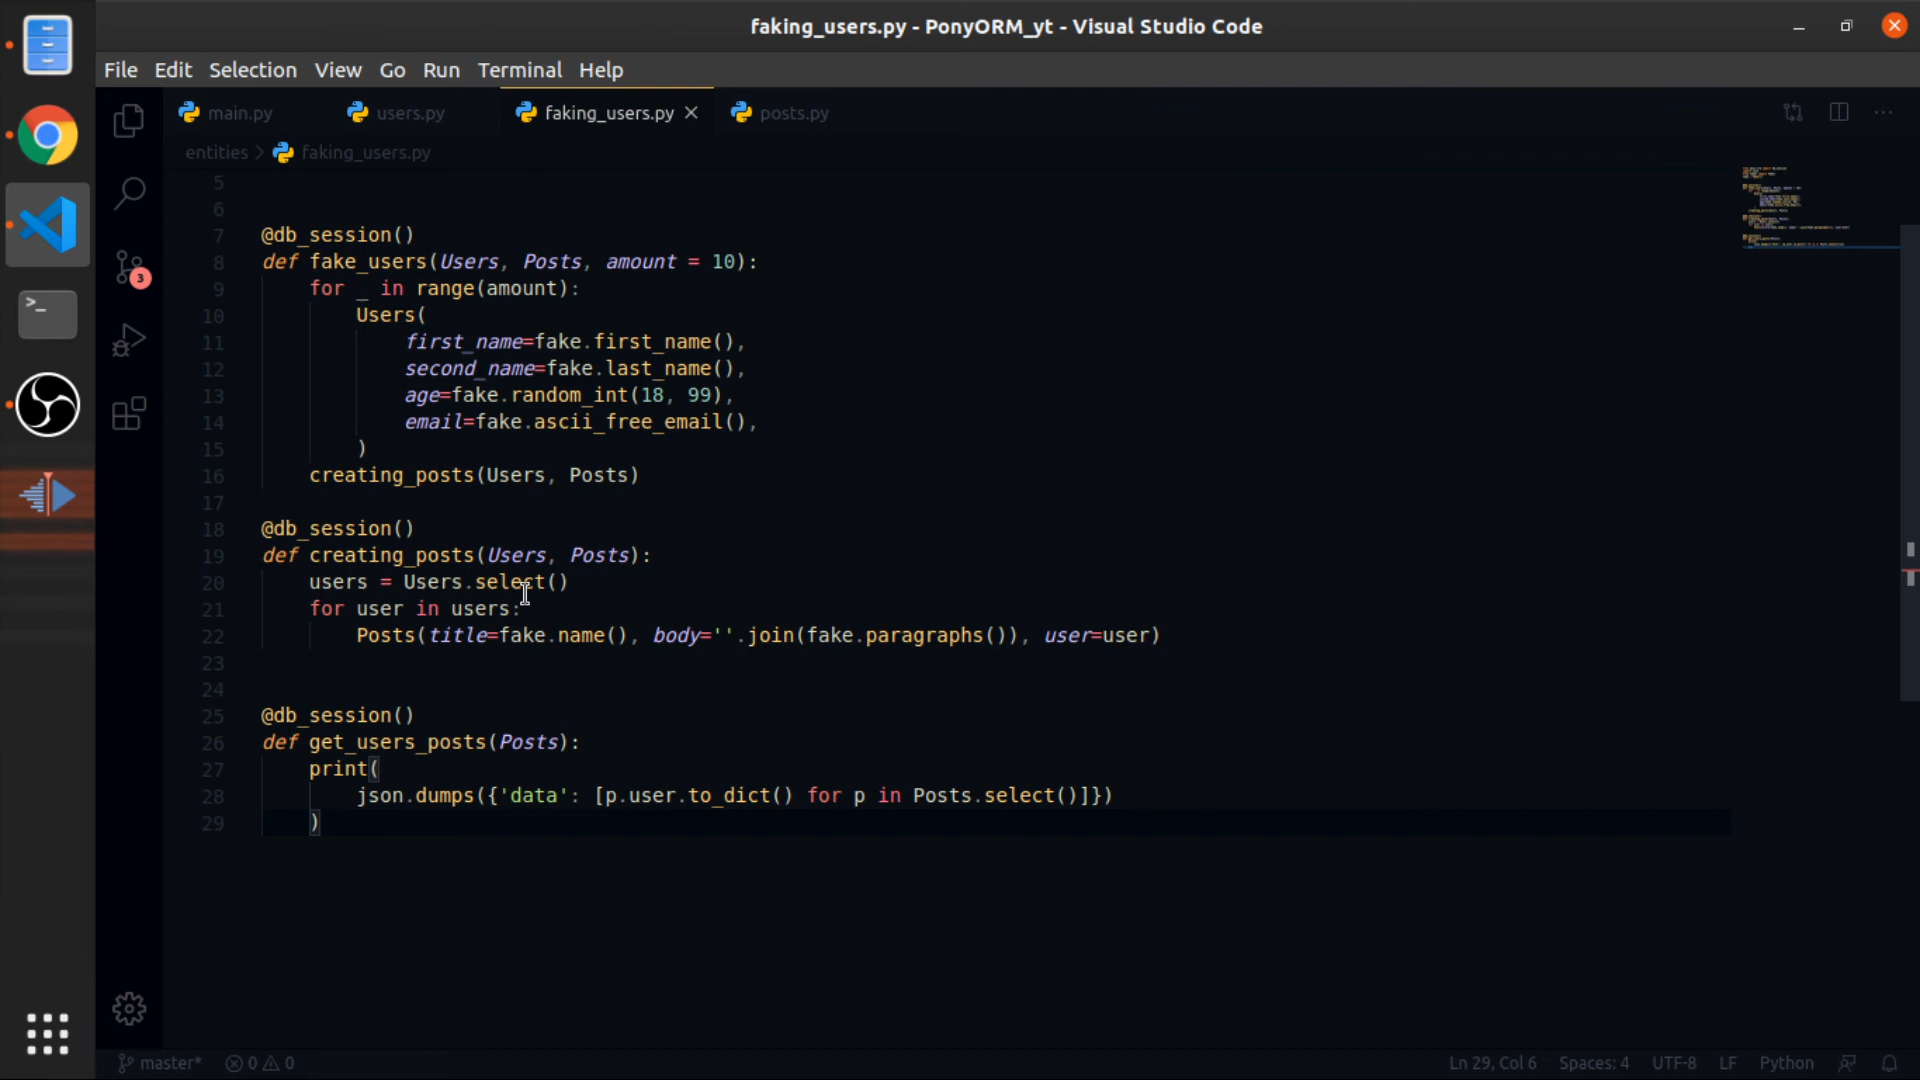 faking_users.py - PonyORM_yt - Visual Studio Code
File Edit Selection View Go Run Terminal Help
main.py users.py faking_users.py posts.py
entities > faking_users.py
5
6
7 @db_session()
8 def fake_users(Users, Posts, amount = 10):
9 for _ in range(amount):
10 Users(
11 first_name=fake.first_name(),
12 second_name=fake.last_name(),
13 age=fake.random_int(18, 99),
14 email=fake.ascii_free_email(),
15 )
16 creating_posts(Users, Posts)
17
18 @db_session()
19 def creating_posts(Users, Posts):
20 users = Users.select()
21 for user in users:
22 Posts(title=fake.name(), body=''.join(fake.paragraphs()), user=user)
23
24
25 @db_session()
26 def get_users_posts(Posts):
27 print(
28 json.dumps({'data': [p.user.to_dict() for p in Posts.select()]})
29 )
3
master* 0 0 Ln 29, Col 6 Spaces: 4 UTF-8 LF Python